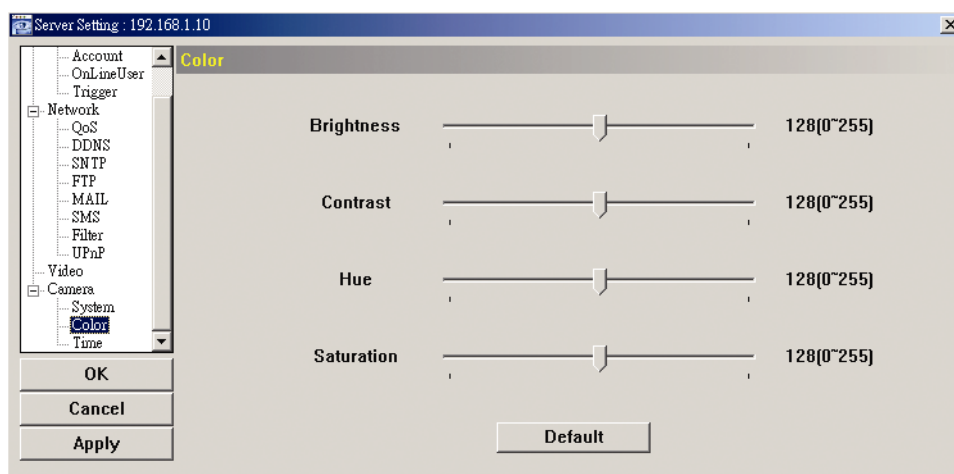 Server Setting : 192.168.1.10
Account
OnLineUser
Trigger
Network
QoS
DDNS
SNTP
FTP
MAIL
SMS
Filter
UPnP
Video
Camera
System
Color
Time
OK
Cancel
Apply
Color
Brightness 128(0~255)
Contrast 128(0~255)
Hue 128(0~255)
Saturation 128(0~255)
Default